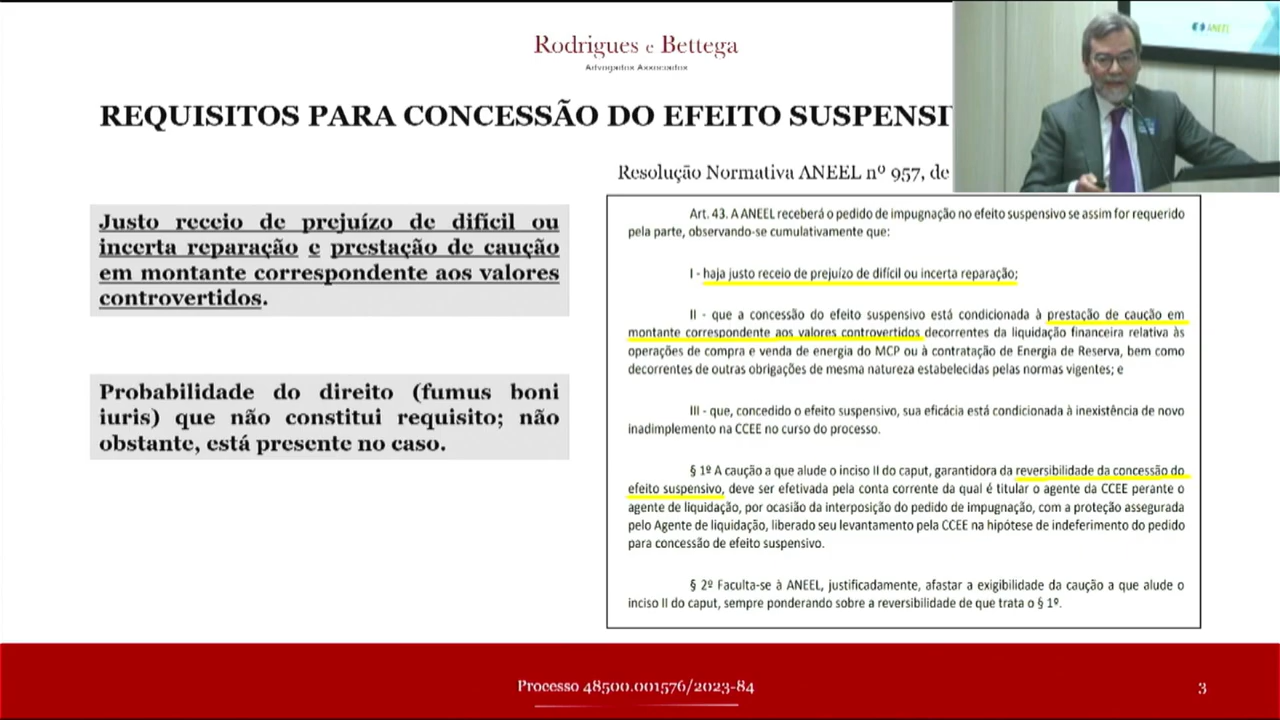 Rodrigues e Bettega
Advogados Associados
ANEEL
REQUISITOS PARA CONCESSÃO DO EFEITO SUSPENSI
Resolução Normativa ANEEL nº 957, de
Justo receio de prejuízo de difícil ou
incerta reparação e prestação de caução
em montante correspondente aos valores
controvertidos.
Probabilidade do direito (fumus boni
iuris) que não constitui requisito; não
obstante, está presente no caso.
Art. 43. A ANEEL receberá o pedido de impugnação no efeito suspensivo se assim for requerido
pela parte, observando-se cumulativamente que:
I - haja justo receio de prejuízo de difícil ou incerta reparação;
II - que a concessão do efeito suspensivo está condicionada à prestação de caução em
montante correspondente aos valores controvertidos decorrentes da liquidação financeira relativa às
operações de compra e venda de energia do MCP ou à contratação de Energia de Reserva, bem como
decorrentes de outras obrigações de mesma natureza estabelecidas pelas normas vigentes; e
III - que, concedido o efeito suspensivo, sua eficácia está condicionada à inexistência de novo
inadimplemento na CCEE no curso do processo.
§ 1º A caução a que alude o inciso II do caput, garantidora da reversibilidade da concessão do
efeito suspensivo, deve ser efetivada pela conta corrente da qual é titular o agente da CCEE perante o
agente de liquidação, por ocasião da interposição do pedido de impugnação, com a proteção assegurada
pelo Agente de liquidação, liberado seu levantamento pela CCEE na hipótese de indeferimento do pedido
para concessão de efeito suspensivo.
§ 2º Faculta-se à ANEEL, justificadamente, afastar a exigibilidade da caução a que alude o
inciso II do caput, sempre ponderando sobre a reversibilidade de que trata o § 1º.
Processo 48500.001576/2023-84
3